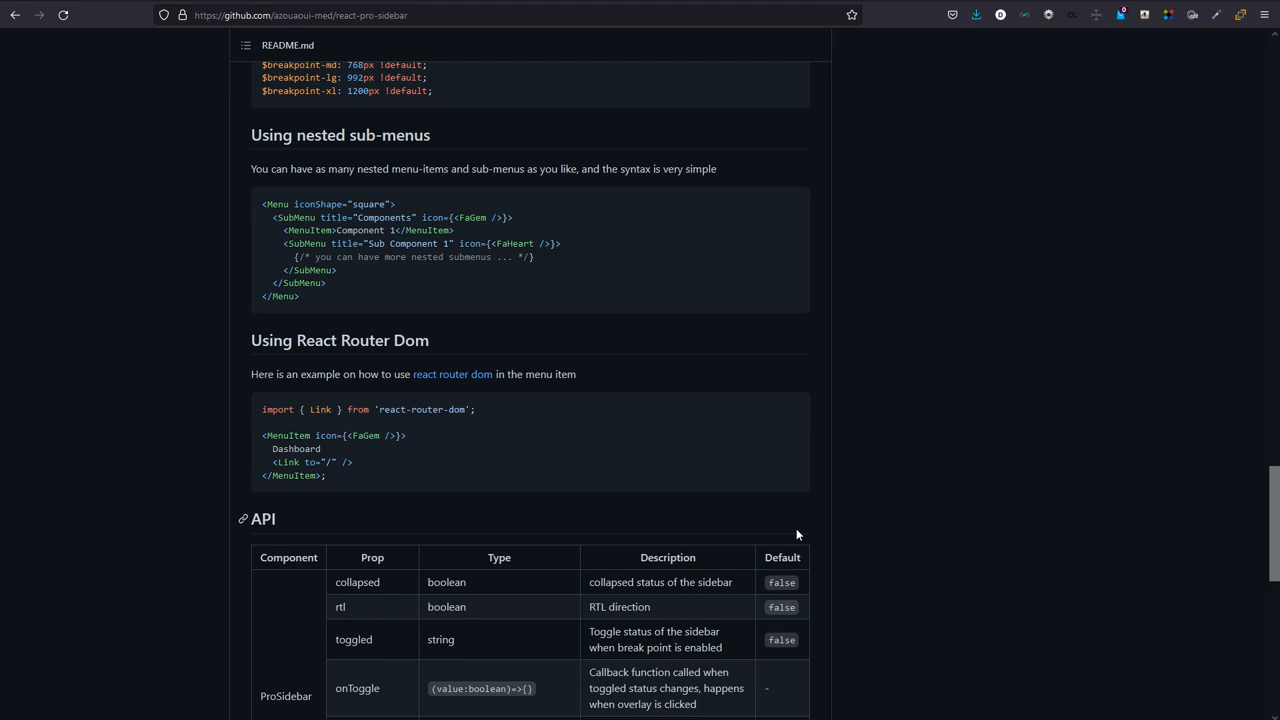 https://github.com/azouaoui-med/react-pro-sidebar
README.md
$breakpoint-md: 768px !default;
$breakpoint-lg: 992px !default;
$breakpoint-xl: 1200px !default;
Using nested sub-menus
You can have as many nested menu-items and sub-menus as you like, and the syntax is very simple
<Menu iconShape="square">
<SubMenu title="Components" icon={<FaGem />}>
<MenuItem>Component 1</MenuItem>
<SubMenu title="Sub Component 1" icon={<FaHeart />}>
{/* you can have more nested submenus ... */}
</SubMenu>
</SubMenu>
</Menu>
Using React Router Dom
Here is an example on how to use react router dom in the menu item
import { Link } from 'react-router-dom';
<MenuItem icon={<FaGem />}>
Dashboard
<Link to="/" />
</MenuItem>;
API
Component Prop Type Description Default
collapsed boolean collapsed status of the sidebar false
rtl boolean RTL direction false
toggled string Toggle status of the sidebar when break point is enabled false
ProSidebar onToggle (value:boolean)=>{} Callback function called when toggled status changes, happens when overlay is clicked -